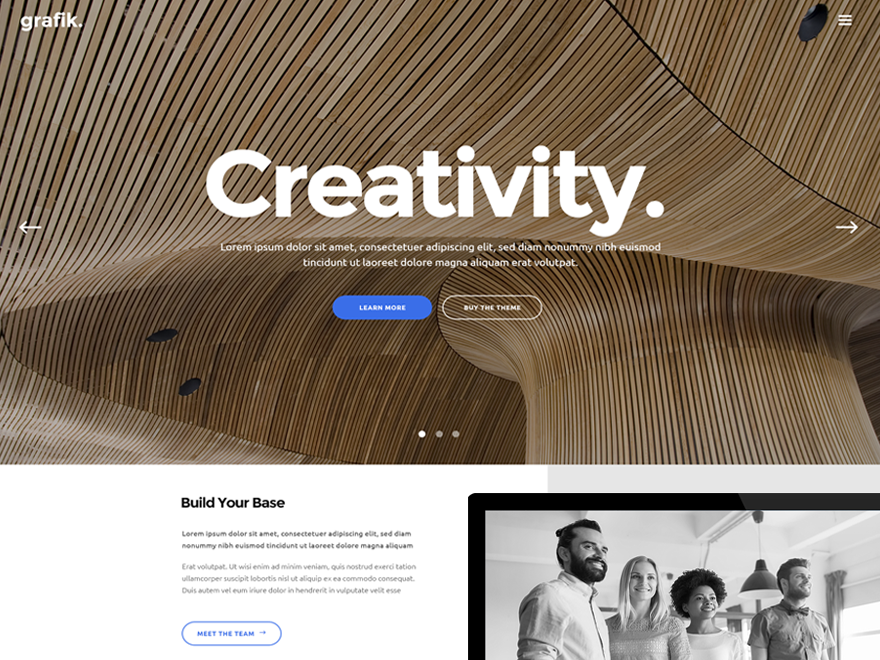 grafik.
Creativity.
Lorem ipsum dolor sit amet, consectetuer adipiscing elit, sed diam nonummy nibh euismod
tincidunt ut laoreet dolore magna aliquam erat volutpat.
LEARN MORE
BUY THE THEME
Build Your Base
Lorem ipsum dolor sit amet, consectetuer adipiscing elit, sed diam
nonummy nibh euismod tincidunt ut laoreet dolore magna aliquam
Erat volutpat. Ut wisi enim ad minim veniam, quis nostrud exerci tation
ullamcorper suscipit lobortis nisl ut aliquip ex ea commodo consequat.
Duis autem vel eum iriure dolor in hendrerit in vulputate velit esse
MEET THE TEAM →